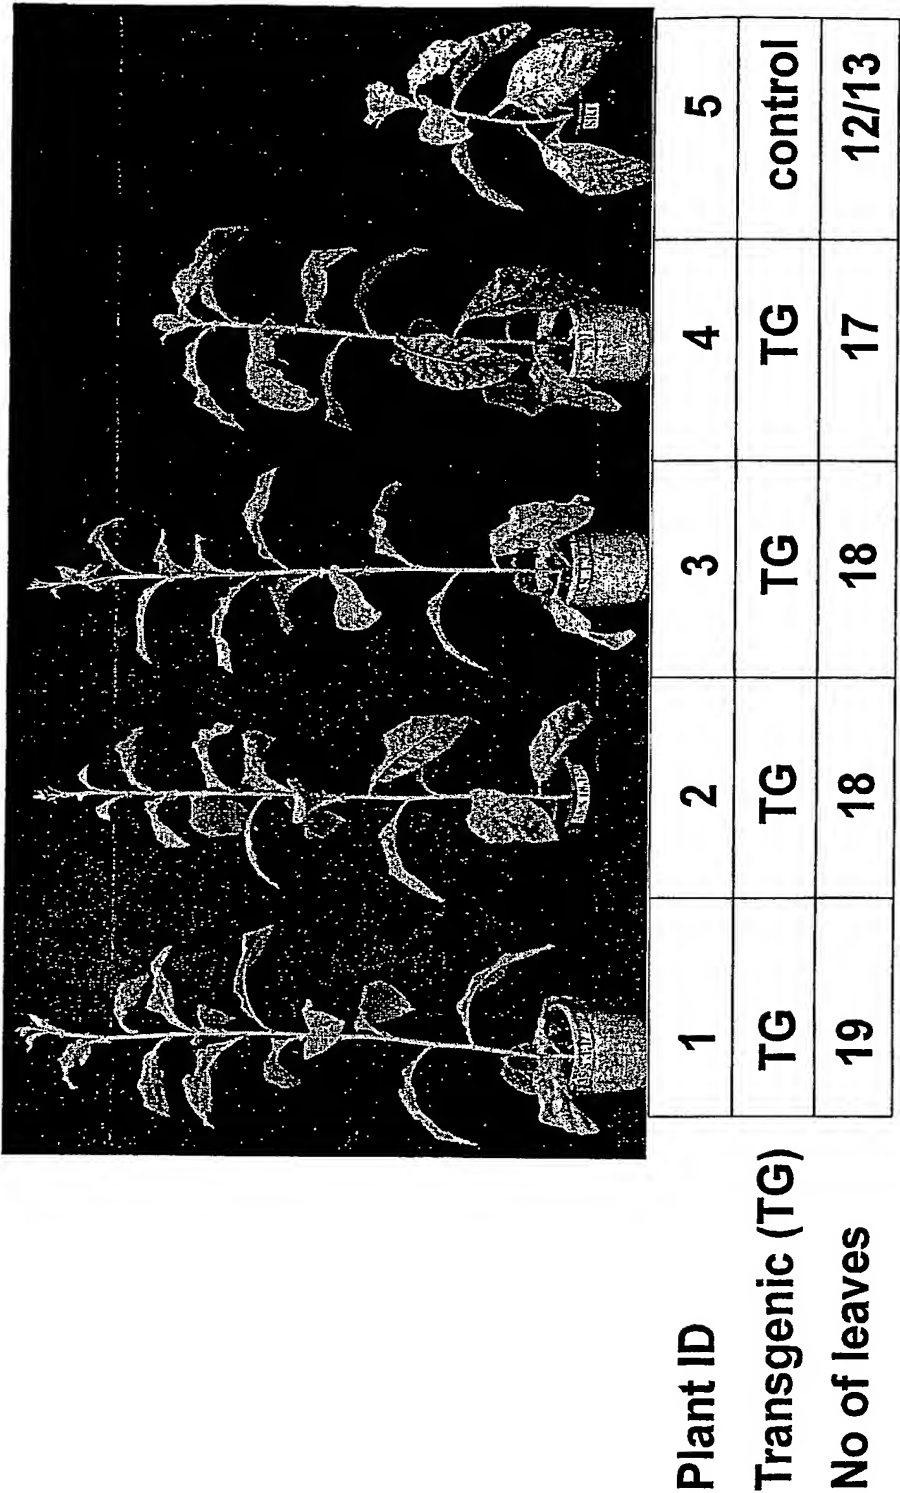 Plant ID 1 2 3 4 5
Transgenic (TG) TG TG TG TG control
No of leaves 19 18 18 17 12/13